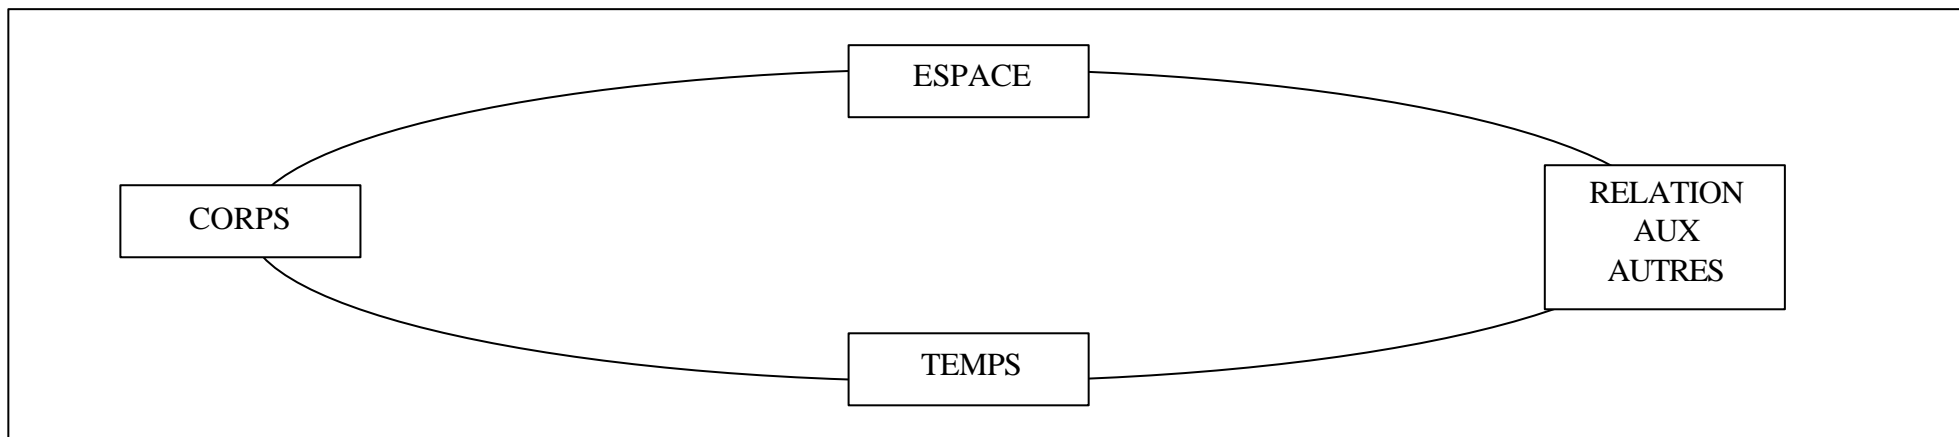 ESPACE
CORPS
RELATION
AUX
AUTRES
TEMPS